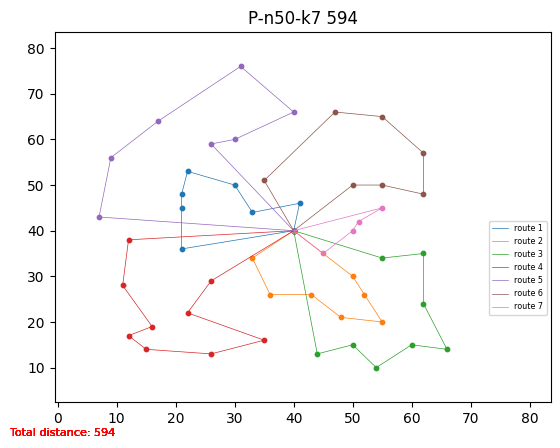 P-n50-k7 594
80
70
60
50
40
30
20
10
0 10 20 30 40 50 60 70 80
route 1
route 2
route 3
route 4
route 5
route 6
route 7
Total distance: 594